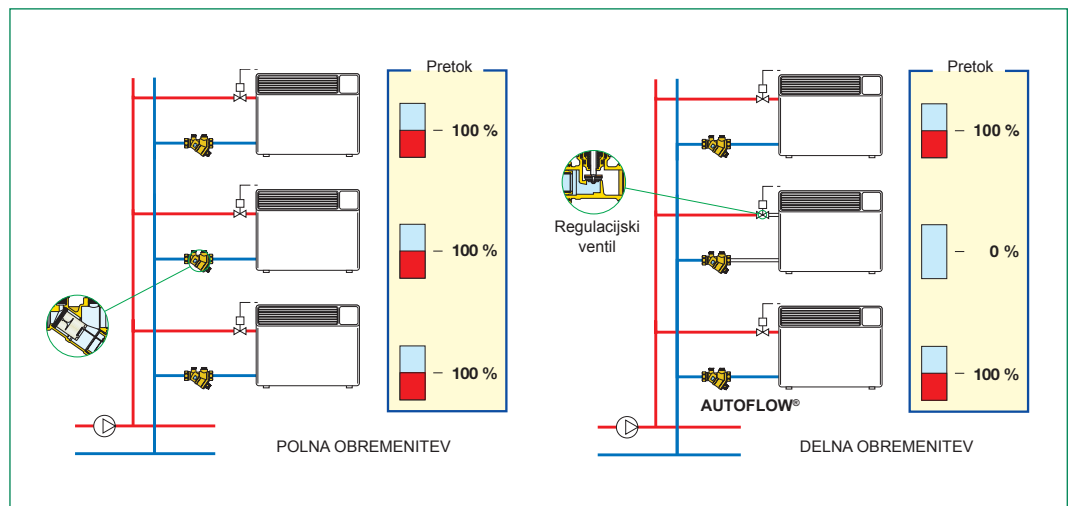 Pretok
100 %
100 %
100 %
POLNA OBREMENITEV
Pretok
100 %
Regulacijski
ventil
0 %
100 %
AUTOFLOW®
DELNA OBREMENITEV